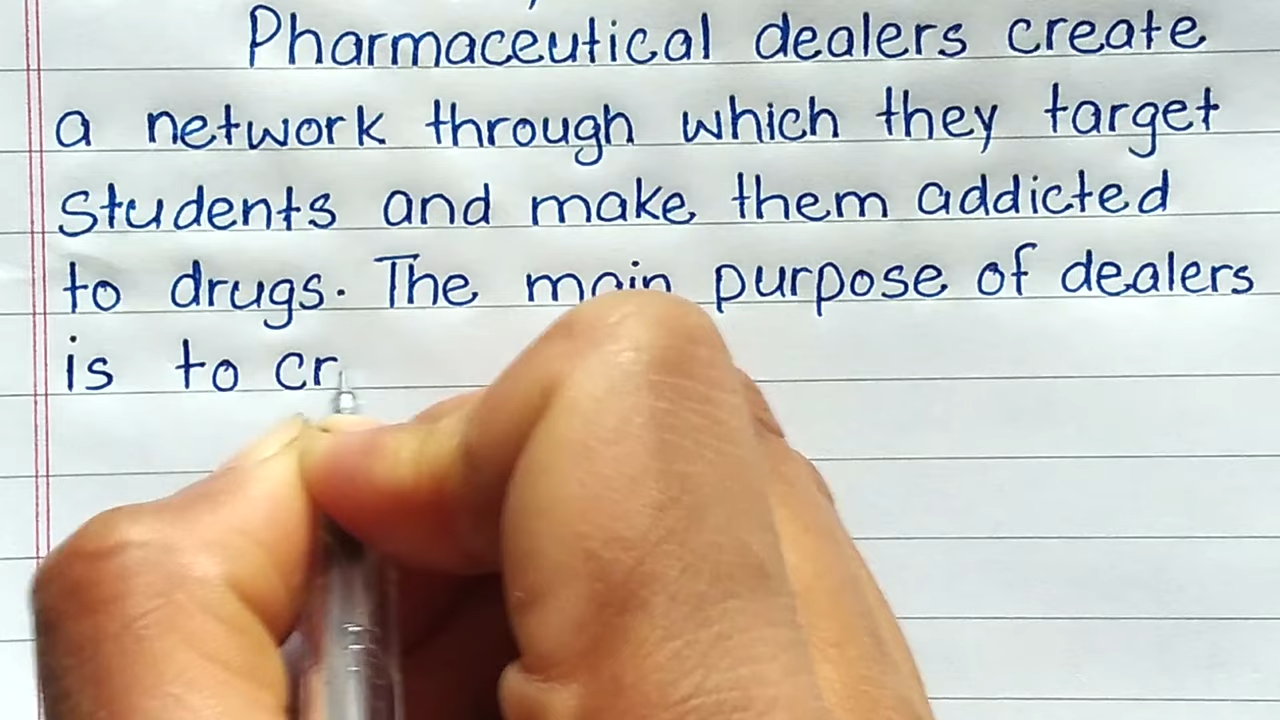 Pharmaceutical dealers create
a network through which they target
students and make them addicted
to drugs. The main purpose of dealers
is to cr